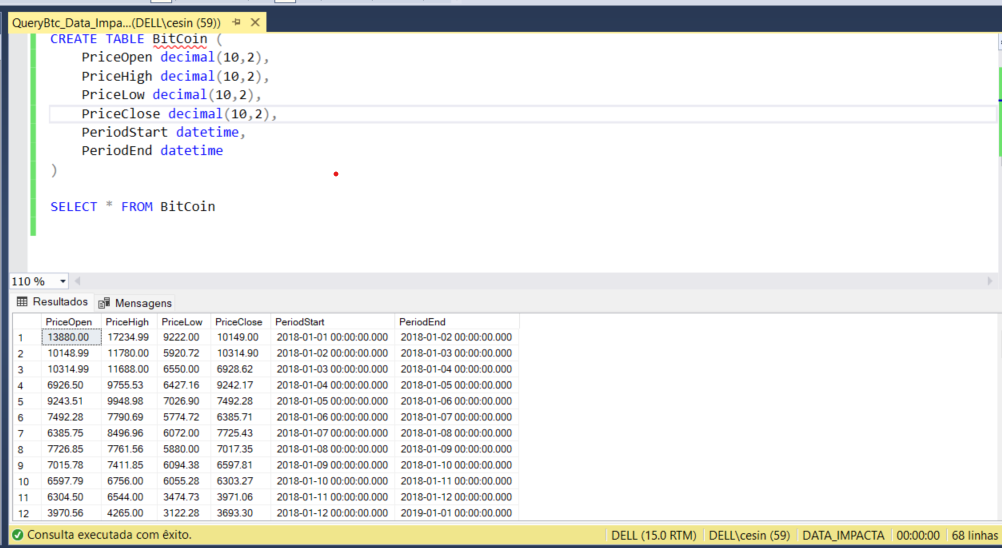 QueryBtc_Data_Impa...(DELL\cesin (59))
CREATE TABLE BitCoin (
PriceOpen decimal(10,2),
PriceHigh decimal(10,2),
PriceLow decimal(10,2),
PriceClose decimal(10,2),
PeriodStart datetime,
PeriodEnd datetime
)
SELECT * FROM BitCoin
110 %
Resultados Mensagens
PriceOpen PriceHigh PriceLow PriceClose PeriodStart PeriodEnd
1 13880.00 17234.99 9222.00 10149.00 2018-01-01 00:00:00.000 2018-01-02 00:00:00.000
2 10148.99 11780.00 5920.72 10314.90 2018-01-02 00:00:00.000 2018-01-03 00:00:00.000
3 10314.99 11688.00 6550.00 6928.62 2018-01-03 00:00:00.000 2018-01-04 00:00:00.000
4 6926.50 9755.53 6427.16 9242.17 2018-01-04 00:00:00.000 2018-01-05 00:00:00.000
5 9243.51 9948.98 7026.90 7492.28 2018-01-05 00:00:00.000 2018-01-06 00:00:00.000
6 7492.28 7790.69 5774.72 6385.71 2018-01-06 00:00:00.000 2018-01-07 00:00:00.000
7 6385.75 8496.96 6072.00 7725.43 2018-01-07 00:00:00.000 2018-01-08 00:00:00.000
8 7726.85 7761.56 5880.00 7017.35 2018-01-08 00:00:00.000 2018-01-09 00:00:00.000
9 7015.78 7411.85 6094.38 6597.81 2018-01-09 00:00:00.000 2018-01-10 00:00:00.000
10 6597.79 6756.00 6055.28 6303.27 2018-01-10 00:00:00.000 2018-01-11 00:00:00.000
11 6304.50 6544.00 3474.73 3971.06 2018-01-11 00:00:00.000 2018-01-12 00:00:00.000
12 3970.56 4265.00 3122.28 3693.30 2018-01-12 00:00:00.000 2019-01-01 00:00:00.000
Consulta executada com êxito. DELL (15.0 RTM) DELL\cesin (59) DATA_IMPACTA 00:00:00 68 linhas